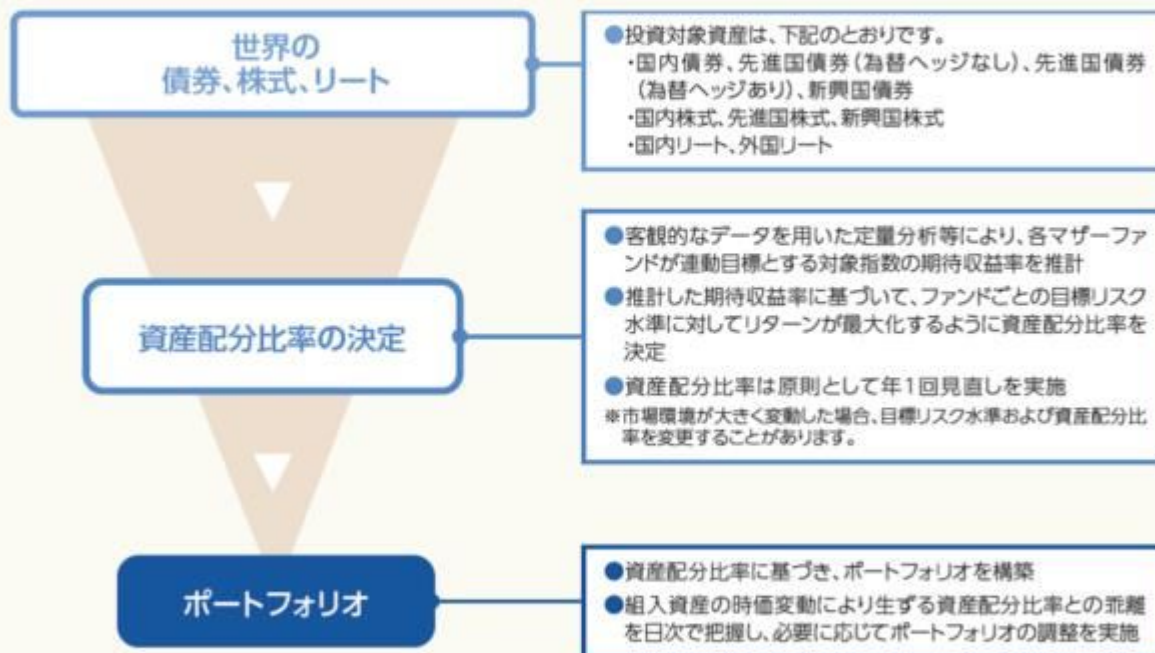 世界の
債券、株式、リート
●投資対象資産は、下記のとおりです。
・国内債券、先進国債券(為替ヘッジなし)、先進国債券
(為替ヘッジあり)、新興国債券
・国内株式、先進国株式、新興国株式
・国内リート、外国リート
資産配分比率の決定
●客観的なデータを用いた定量分析等により、各マザーファ
ンドが連動目標とする対象指数の期待収益率を推計
●推計した期待収益率に基づいて、ファンドごとの目標リスク
水準に対してリターンが最大化するように資産配分比率を
決定
●資産配分比率は原則として年1回見直しを実施
※市場環境が大きく変動した場合、目標リスク水準および資産配分比
率を変更することがあります。
ポートフォリオ
●資産配分比率に基づき、ポートフォリオを構築
●組入資産の時価変動により生ずる資産配分比率との乖離
を日次で把握し、必要に応じてポートフォリオの調整を実施